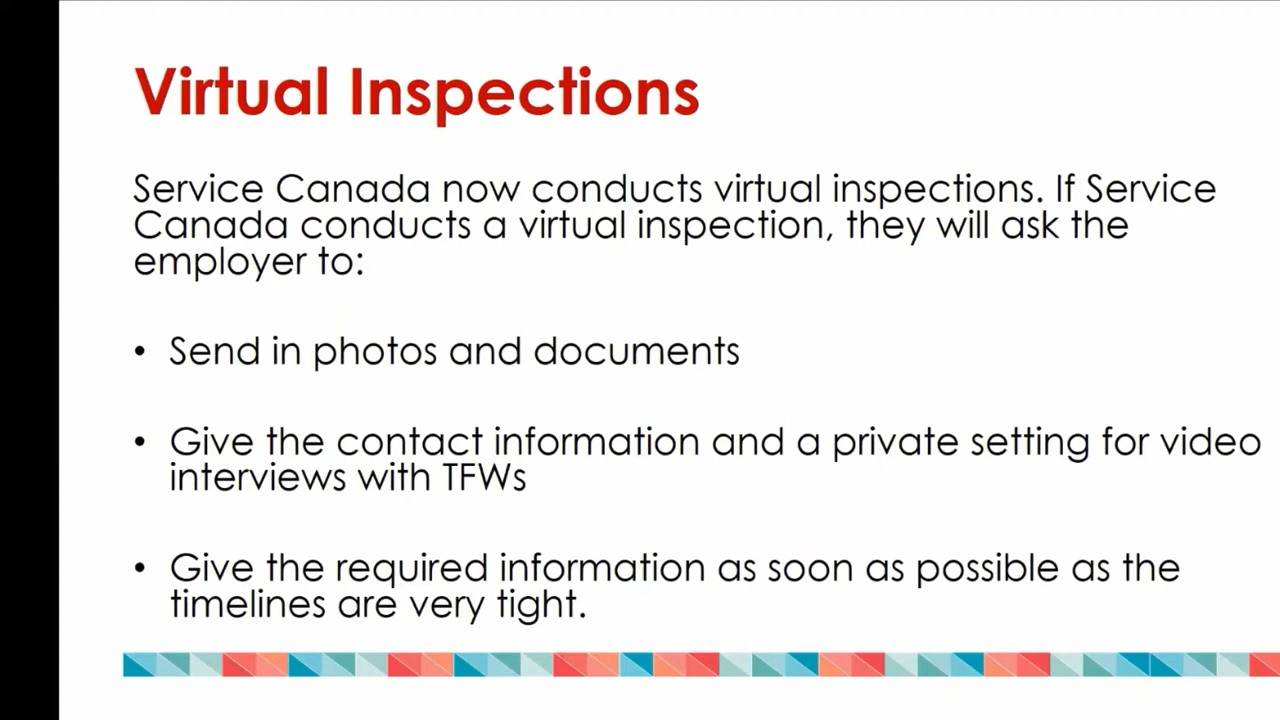 Virtual Inspections
Service Canada now conducts virtual inspections. If Service
Canada conducts a virtual inspection, they will ask the
employer to:
• Send in photos and documents
• Give the contact information and a private setting for video
interviews with TFWs
• Give the required information as soon as possible as the
timelines are very tight.